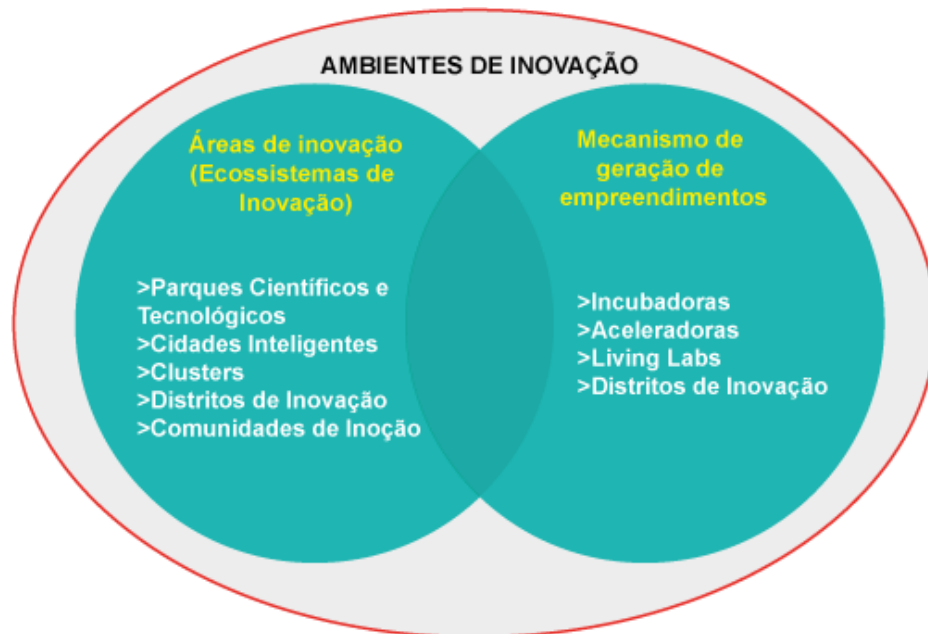 AMBIENTES DE INOVAÇÃO
Áreas de inovação
(Ecossistemas de
Inovação)
>Parques Científicos e
Tecnológicos
>Cidades Inteligentes
>Clusters
>Distritos de Inovação
>Comunidades de Inoção
Mecanismo de
geração de
empreendimentos
>Incubadoras
>Aceleradoras
>Living Labs
>Distritos de Inovação